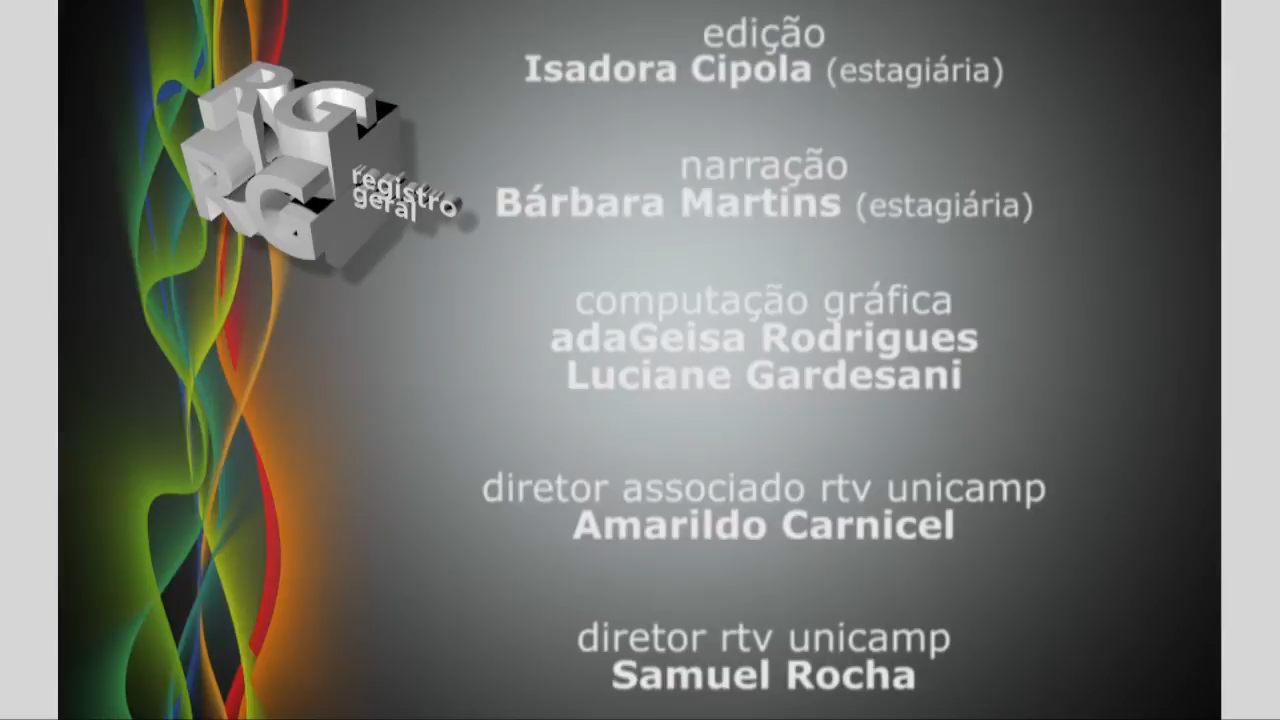 edição
Isadora Cipola (estagiária)
RG
RG
registro
geral
narração
Bárbara Martins (estagiária)
computação gráfica
adaGeisa Rodrigues
Luciane Gardesani
diretor associado rtv unicamp
Amarildo Carnicel
diretor rtv unicamp
Samuel Rocha